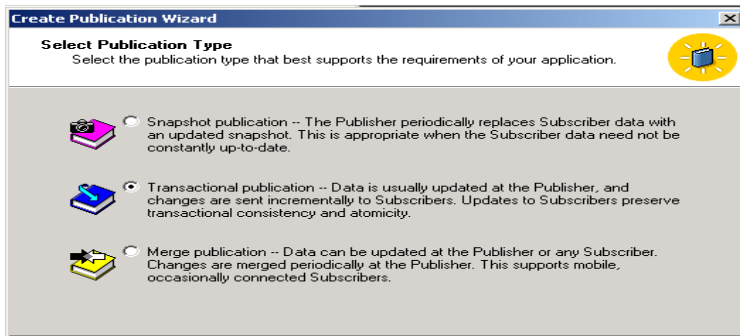 Create Publication Wizard
Select Publication Type
Select the publication type that best supports the requirements of your application.
Snapshot publication -- The Publisher periodically replaces Subscriber data with
an updated snapshot. This is appropriate when the Subscriber data need not be
constantly up-to-date.
Transactional publication -- Data is usually updated at the Publisher, and
changes are sent incrementally to Subscribers. Updates to Subscribers preserve
transactional consistency and atomicity.
Merge publication -- Data can be updated at the Publisher or any Subscriber.
Changes are merged periodically at the Publisher. This supports mobile,
occasionally connected Subscribers.